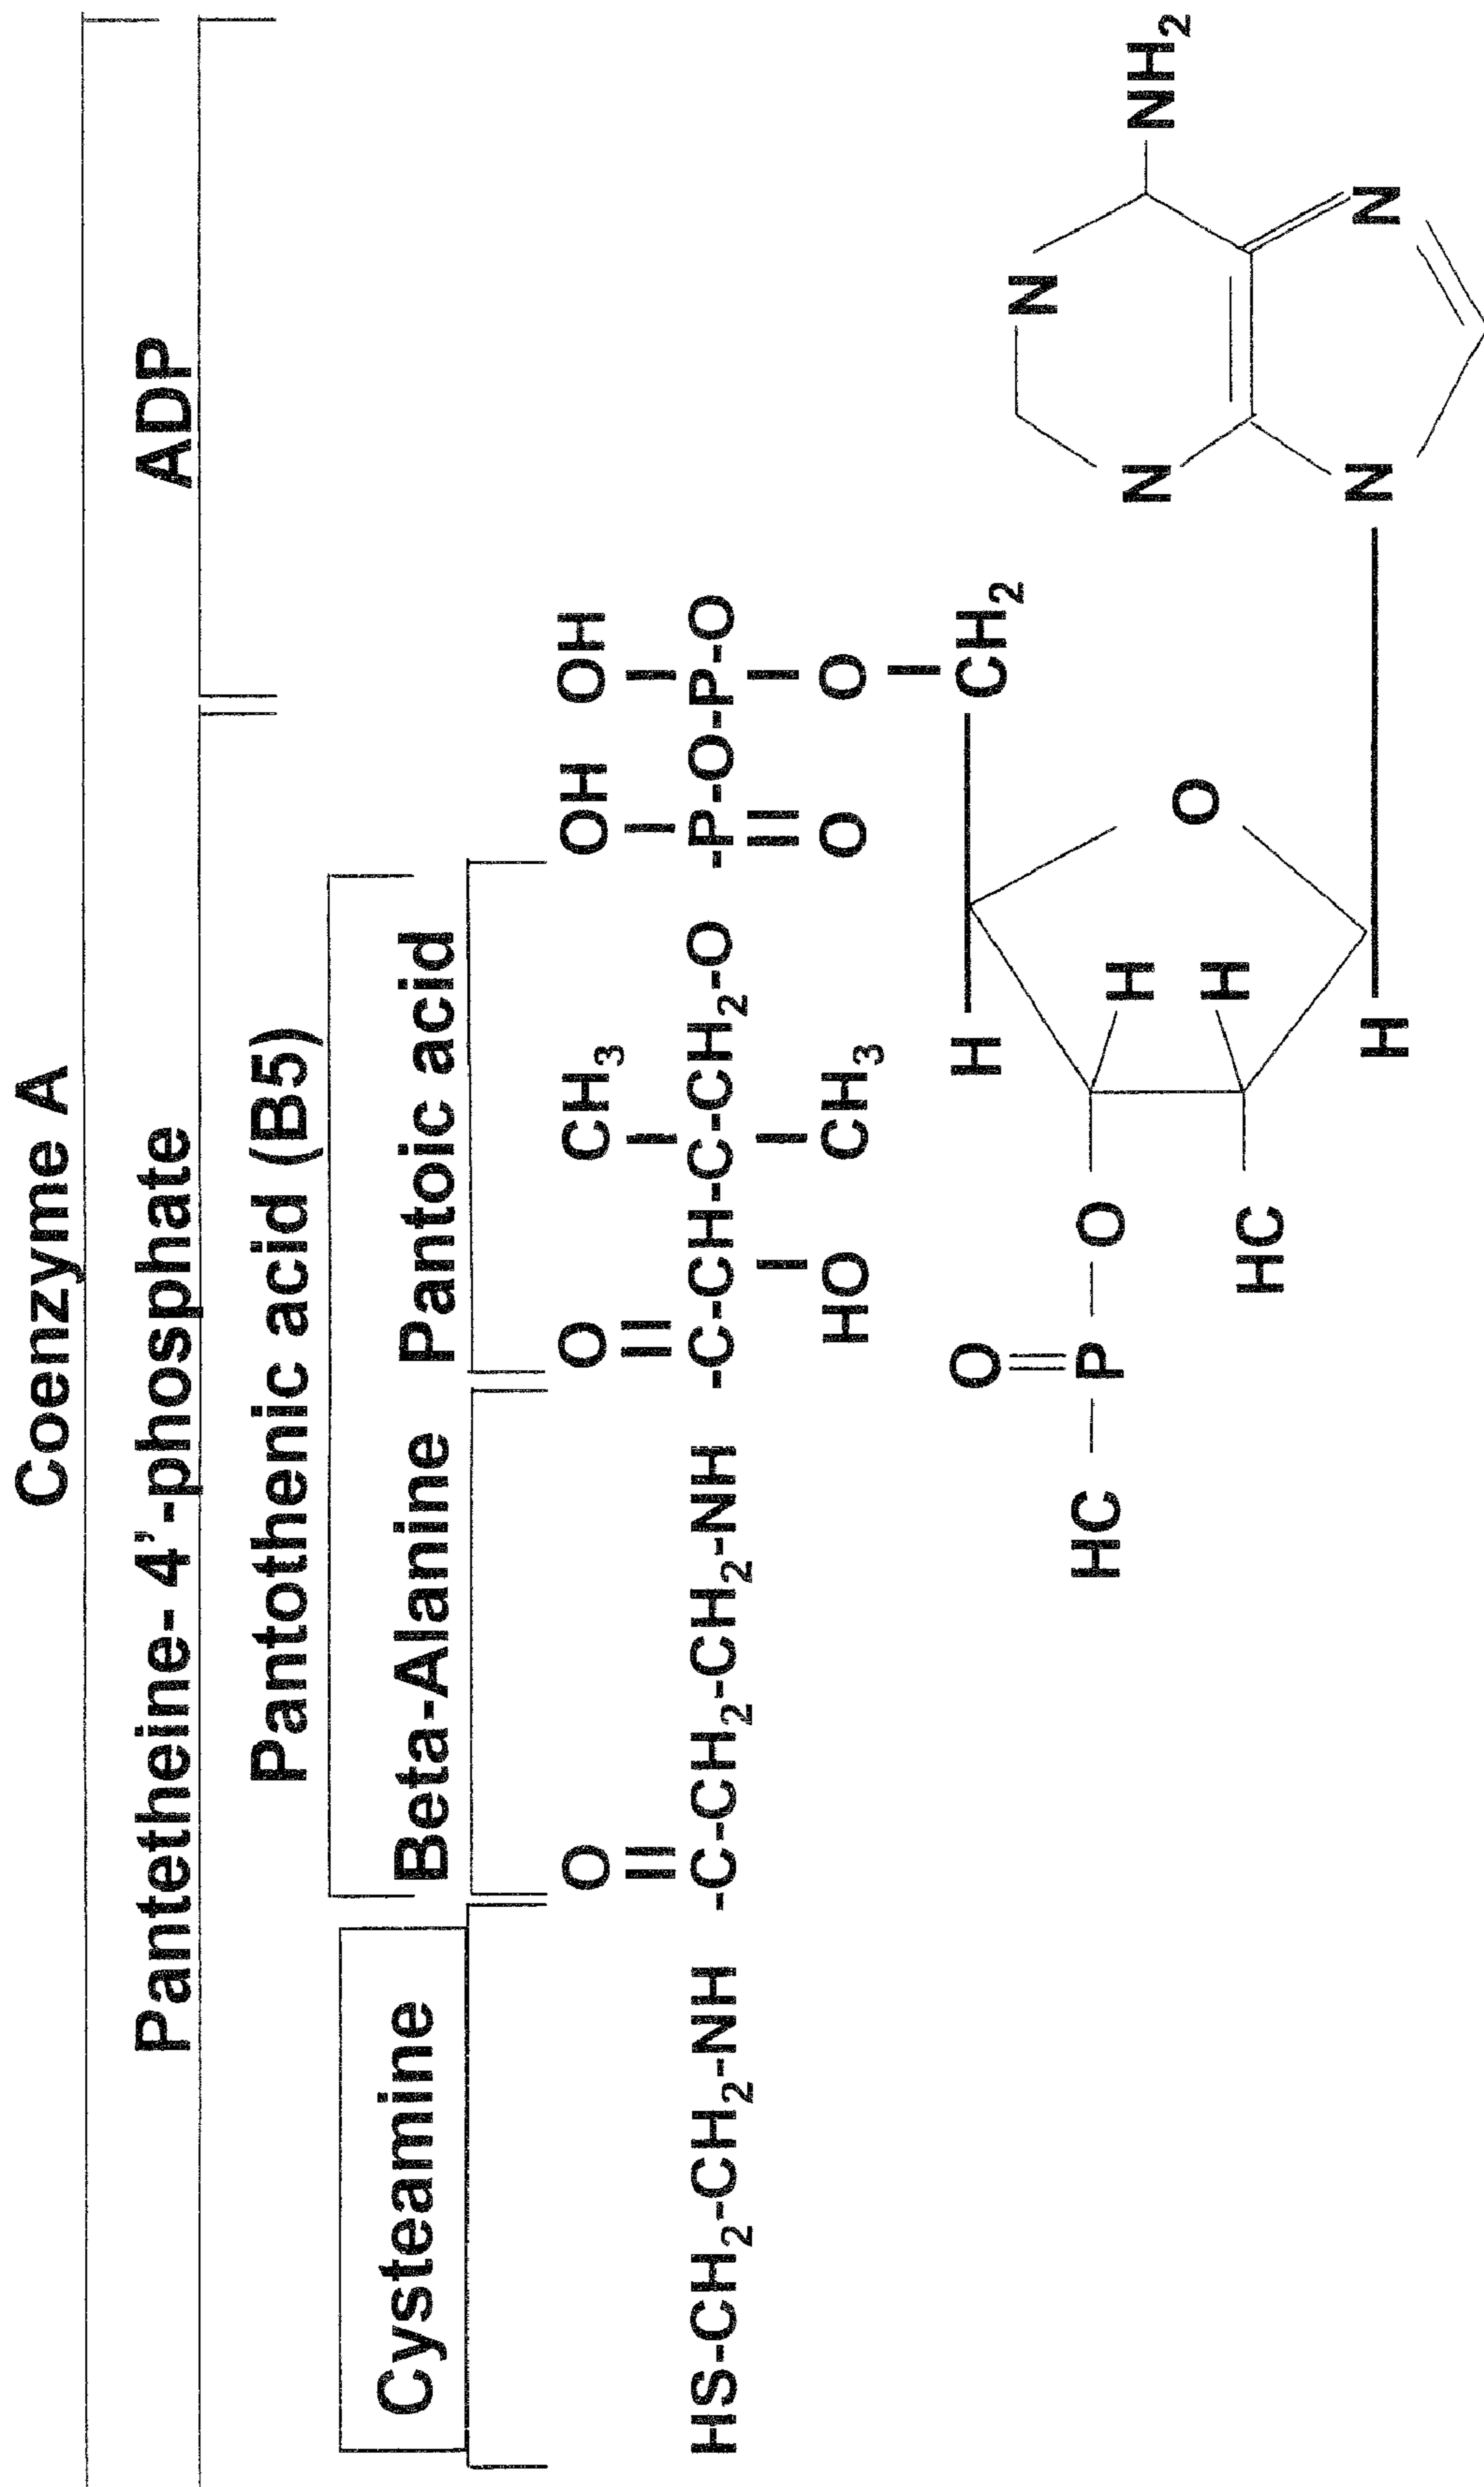 Coenzyme A
Pantetheine- 4'-phosphate ADP
Pantothenic acid (B5)
Cysteamine Beta-Alanine Pantoic acid
O O CH3 OH OH
HS-CH2-CH2-NH -C-CH2-CH2-NH -C-CH-C-CH2-O -P-O-P-O
HO CH3 O O
O H CH2 N NH2
HC P O H N
HC H O
H N N